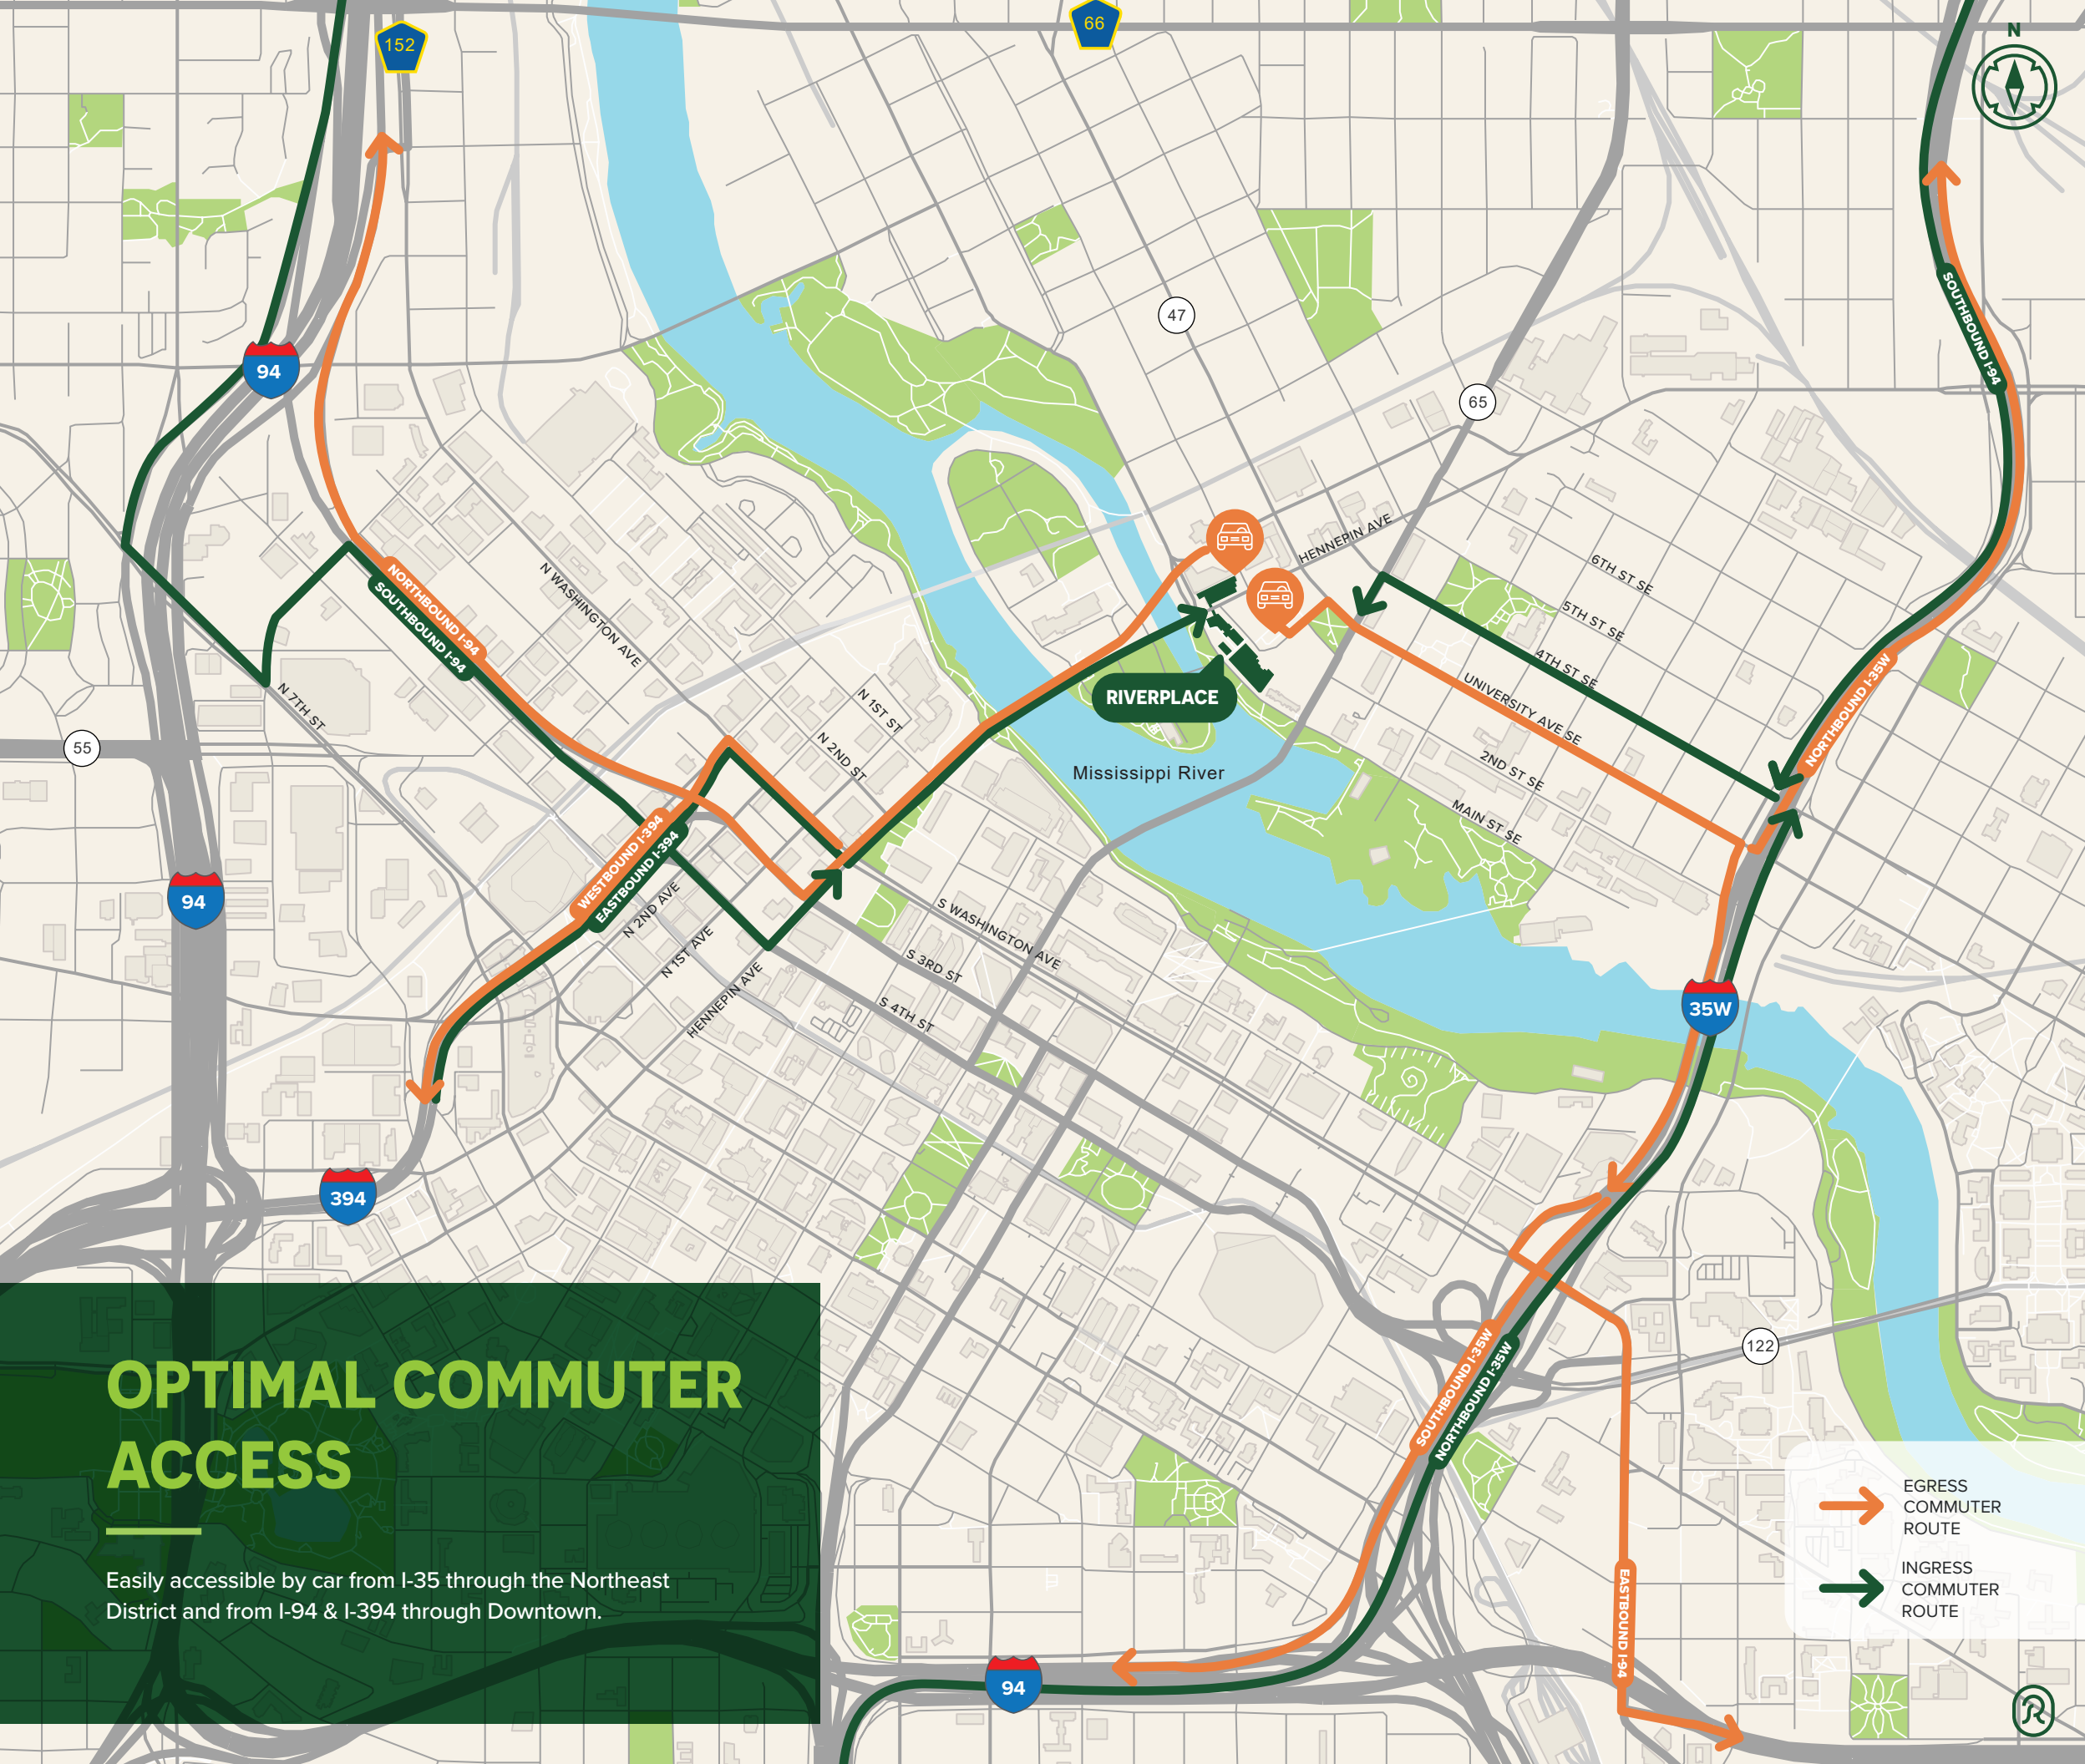 152
66
N
47
94
SOUTHBOUND I-94
65
HENNEPIN AVE
6TH ST SE
5TH ST SE
4TH ST SE
N WASHINGTON AVE
NORTHBOUND I-94
SOUTHBOUND I-94
NORTHBOUND I-35W
UNIVERSITY AVE SE
RIVERPLACE
N 7TH ST
N 1ST ST
N 2ND ST
55
Mississippi River
2ND ST SE
MAIN ST SE
WESTBOUND I-394
EASTBOUND I-394
94
N 2ND AVE
N 1ST AVE
HENNEPIN AVE
S WASHINGTON AVE
S 3RD ST
S 4TH ST
35W
394
122
SOUTHBOUND I-35W
NORTHBOUND I-35W
OPTIMAL COMMUTER
ACCESS
Easily accessible by car from I-35 through the Northeast
District and from I-94 & I-394 through Downtown.
EASTBOUND I-94
94
EGRESS
COMMUTER
ROUTE
INGRESS
COMMUTER
ROUTE